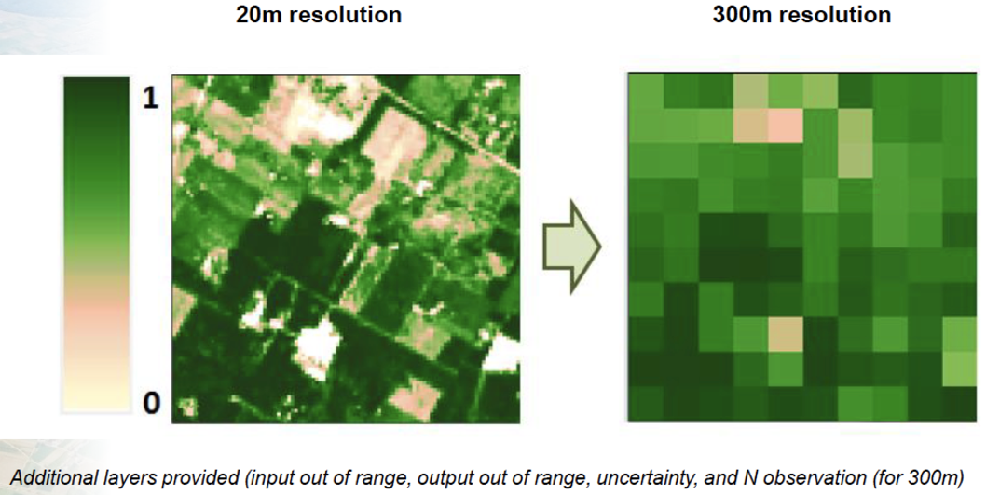 20m resolution
300m resolution
1
0
Additional layers provided (input out of range, output out of range, uncertainty, and N observation (for 300m)